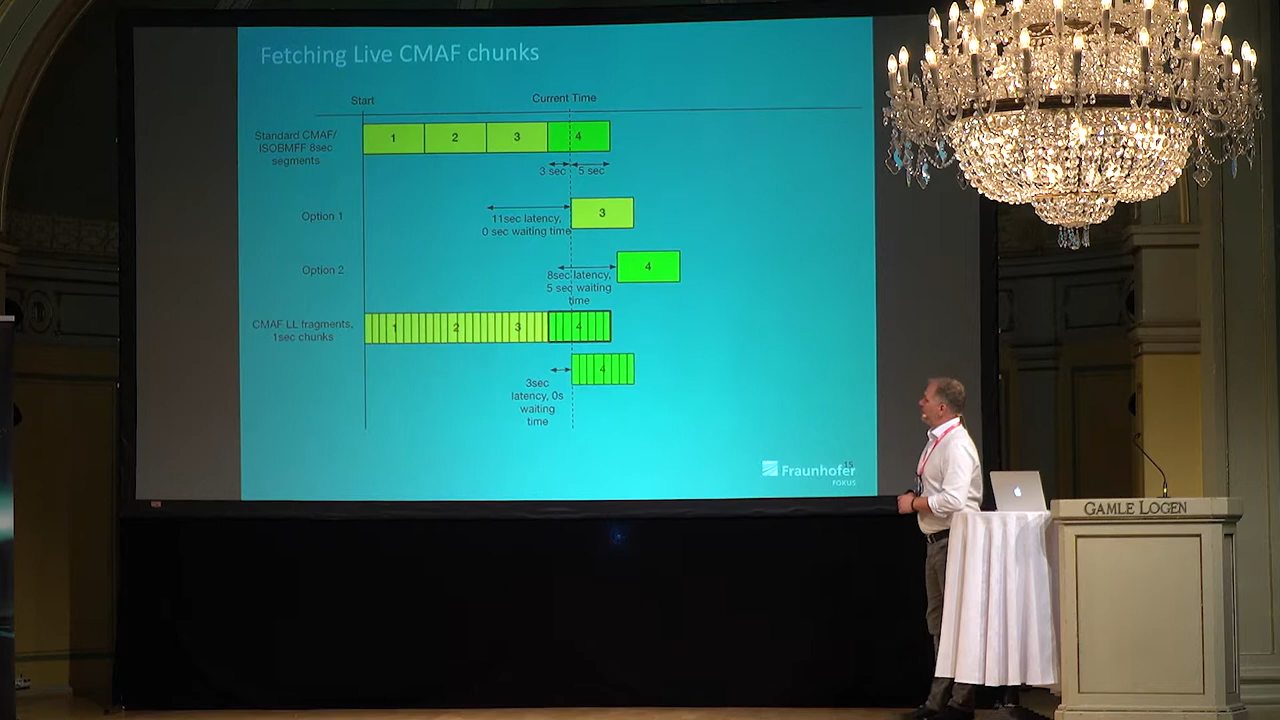 Fetching Live CMAF chunks
Start
Current Time
Standard CMAF/
ISOBMFF 8sec
segments
1
2
3
4
3 sec
5 sec
Option 1
11sec latency,
0 sec waiting time
3
Option 2
8sec latency,
5 sec waiting
time
4
CMAF LL fragments,
1sec chunks
1
2
3
4
3sec
latency, 0s
waiting
time
4
15
Fraunhofer
FOKUS
GAMLE LOGEN